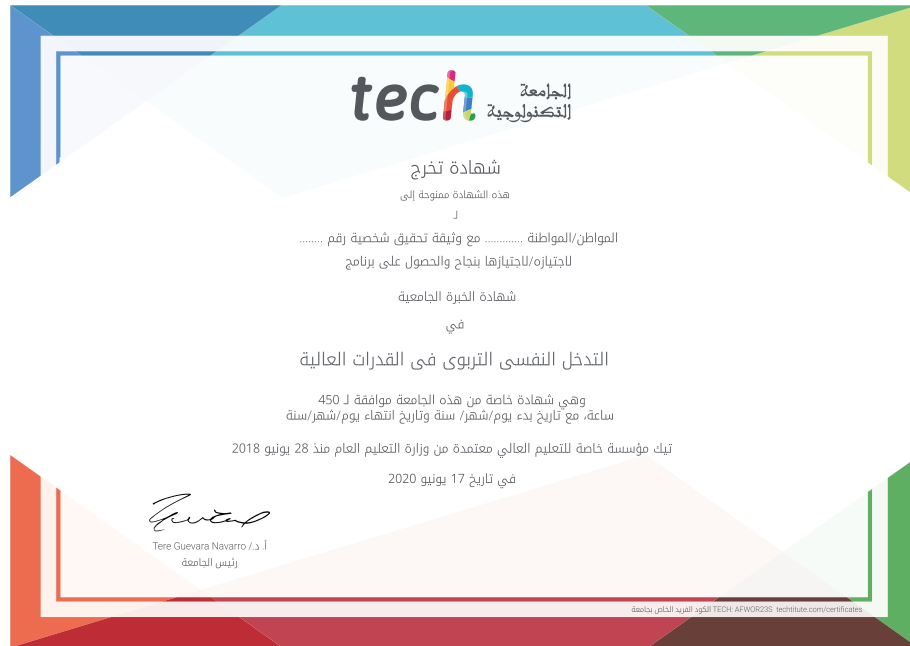 tech الجامعة
التكنولوجية
شهادة تخرج
هذه الشهادة ممنوحة إلى
لـ
المواطن/المواطنة ............ مع وثيقة تحقيق شخصية رقم ........
لاجتيازه/لاجتيازها بنجاح والحصول على برنامج
شهادة الخبرة الجامعية
في
التدخل النفسى التربوى فى القدرات العالية
وهي شهادة خاصة من هذه الجامعة موافقة لـ 450
ساعة، مع تاريخ بدء يوم/شهر/ سنة وتاريخ انتهاء يوم/شهر/سنة
تيك مؤسسة خاصة للتعليم العالي معتمدة من وزارة التعليم العام منذ 28 يونيو 2018
في تاريخ 17 يونيو 2020
أ. د./ Tere Guevara Navarro
رئيس الجامعة
الكود الفريد الخاص بجامعة TECH: AFWOR23S techtitute.com/certificates